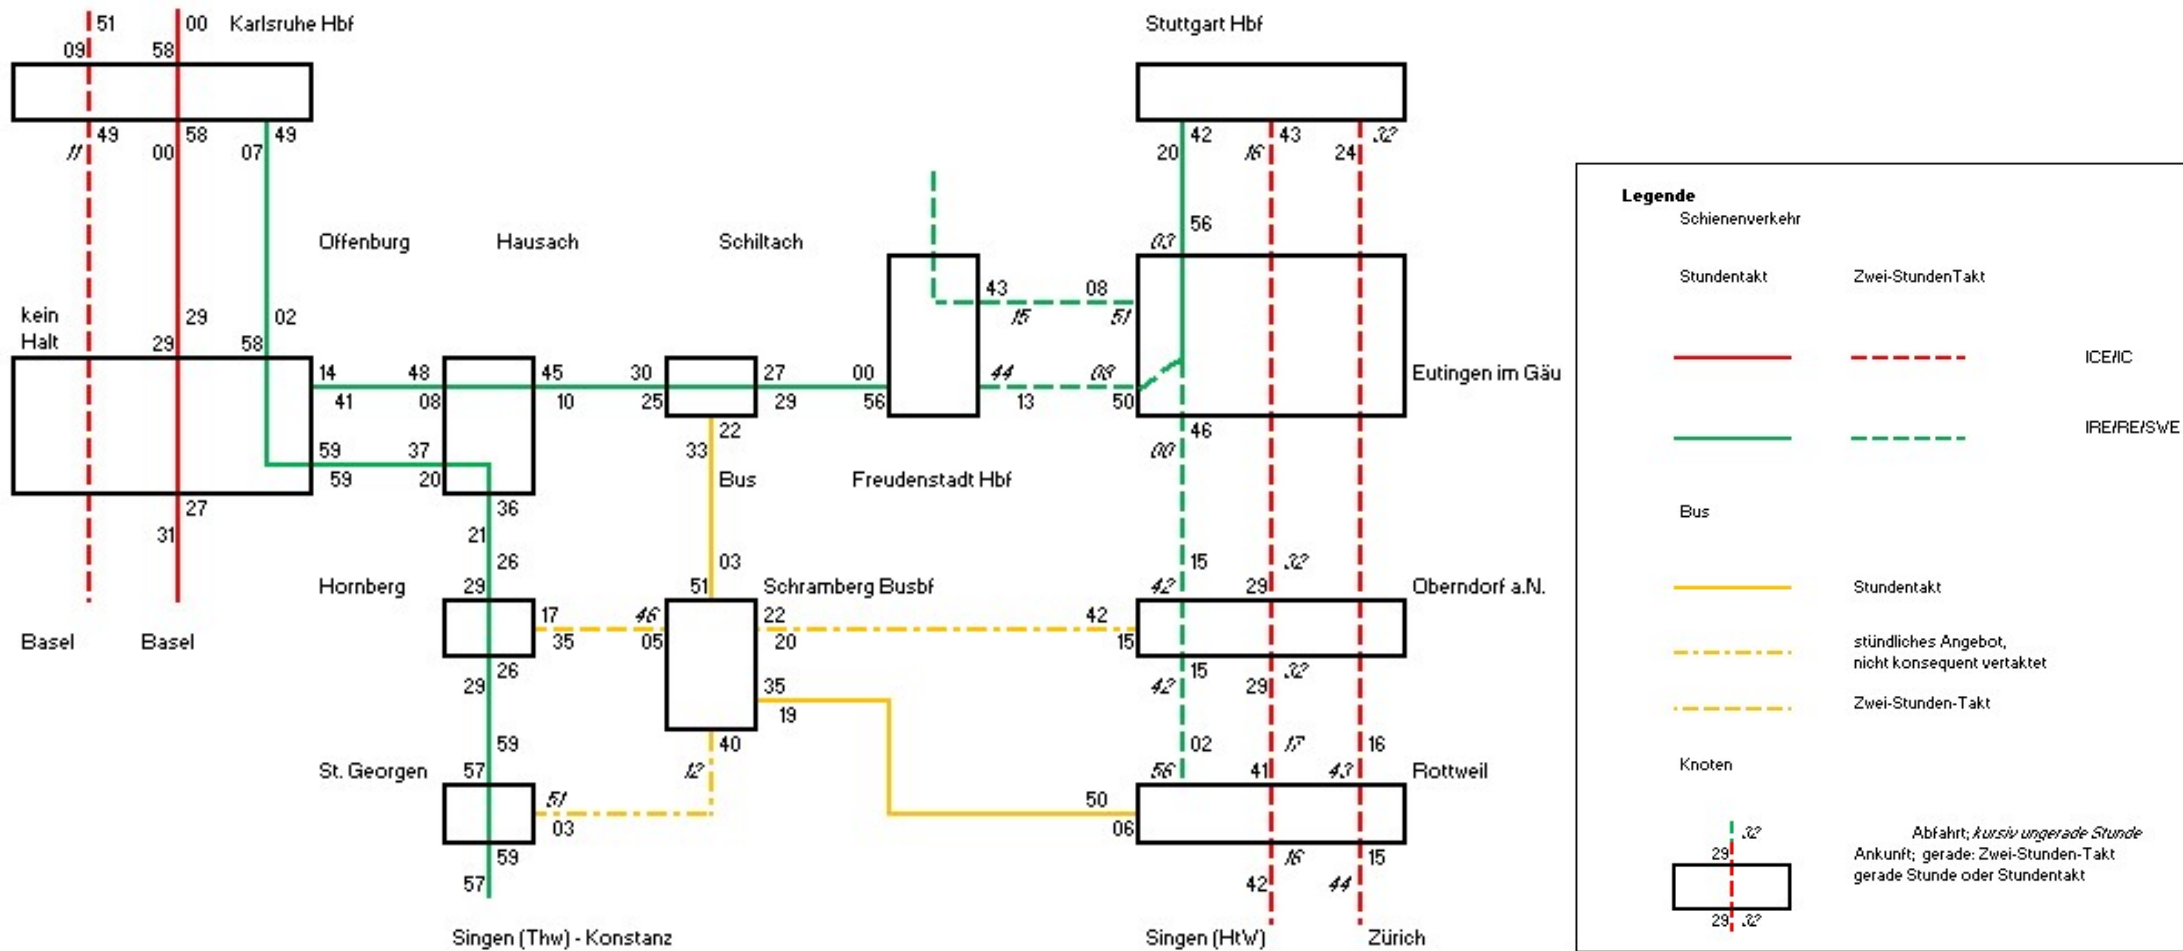 51 00 Karlsruhe Hbf Stuttgart Hbf
09 58
49 58 49 42 43 32
11 00 07 20 16 24
Legende
Schienenverkehr
56
Offenburg Hausach Schiltach 03
Stundentakt Zwei-StundenTakt
43 08
kein 29 02 15 51
Halt 29 58
ICE/IC
14 48 45 30 27 00 44 08 Eutingen im Gäu
41 08 10 25 29 56 13 50
22 46
IRE/RE/SWE
59 37 33 00
59 20 Bus Freudenstadt Hbf
27 36
31 21
Bus
26 03 15 32
Hornberg 29 51 Schramberg Busbf 42 29 Oberndorf a.N.
Stundentakt
17 46 22 42
35 05 20 15
Basel Basel
stündliches Angebot,
nicht konsequent vertaktet
26 15 32
29 35 42 29
19
Zwei-Stunden-Takt
59 40 02 17 16
St. Georgen 57 12 56 41 43 Rottweil
Knoten
51 50
03 06
59 16 15
57 42 44
Abfahrt; kursiv ungerade Stunde
32
29
Ankunft; gerade: Zwei-Stunden-Takt
gerade Stunde oder Stundentakt
29 32
Singen (Thw) - Konstanz Singen (HtW) Zürich